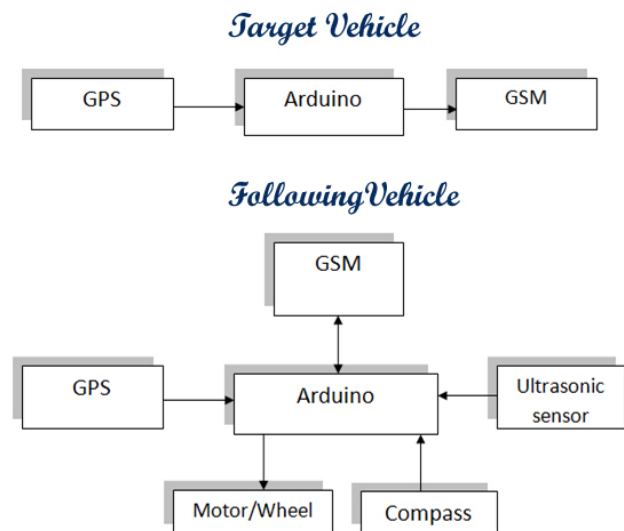 Target Vehicle
GPS
Arduino
GSM
FollowingVehicle
GSM
GPS
Arduino
Ultrasonic
sensor
Motor/Wheel
Compass